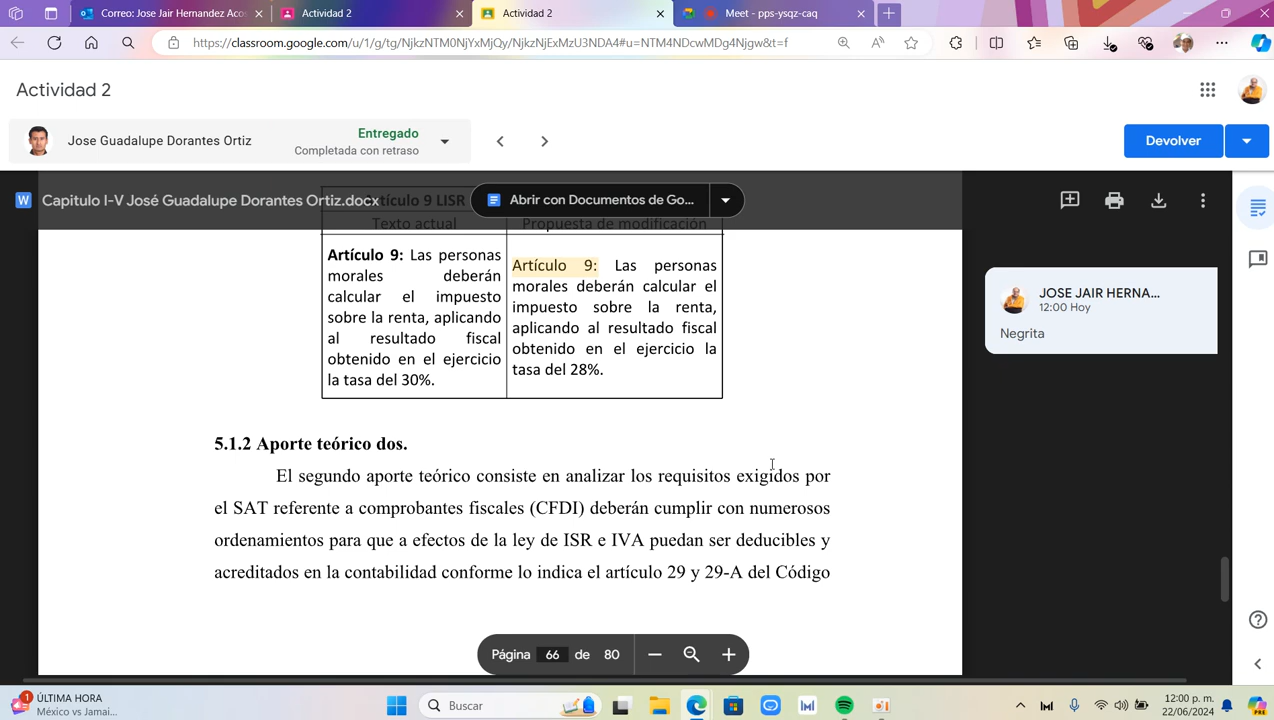 Correo: Jose Jair Hernandez Acos
Actividad 2
Actividad 2
Meet - pps-ysqz-caq
https://classroom.google.com/u/1/g/tg/NjkzNTM0NjYxMjQy/NjkzNjExMzU3NDA4#u=NTM4NDcwMDg4Njgw&t=f
Actividad 2
Jose Guadalupe Dorantes Ortiz
Entregado
Completada con retraso
Devolver
Capitulo I-V José Guadalupe Dorantes Ortiz.docx
Abrir con Documentos de Go...
Artículo 9 LISR
Texto actual
Propuesta de modificación
Artículo 9: Las personas
morales deberán
calcular el impuesto
sobre la renta, aplicando
al resultado fiscal
obtenido en el ejercicio
la tasa del 30%.
Artículo 9: Las personas
morales deberán calcular el
impuesto sobre la renta,
aplicando al resultado fiscal
obtenido en el ejercicio la
tasa del 28%.
JOSE JAIR HERNA...
12:00 Hoy
Negrita
5.1.2 Aporte teórico dos.
El segundo aporte teórico consiste en analizar los requisitos exigidos por
el SAT referente a comprobantes fiscales (CFDI) deberán cumplir con numerosos
ordenamientos para que a efectos de la ley de ISR e IVA puedan ser deducibles y
acreditados en la contabilidad conforme lo indica el artículo 29 y 29-A del Código
Página 66 de 80
1
ÚLTIMA HORA
México vs Jamai...
Buscar
12:00 p. m.
22/06/2024